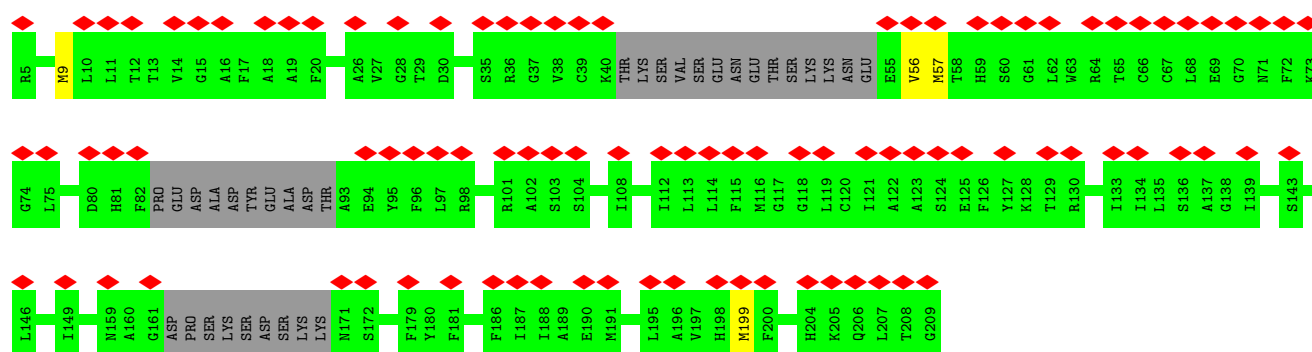 R5 M9 L10 L11 T12 T13 V14 G15 A16 F17 A18 A19 F20 A26 V27 G28 T29 D30 S35 R36 G37 V38 C39 K40 THR LYS SER VAL SER GLU ASN GLU THR SER LYS LYS ASN GLU E55 V56 M57 T58 H59 S60 G61 L62 W63 R64 T65 C66 C67 L68 E69 G70 N71 F72 K73
G74 L75 D80 H81 F82 PRO GLU ASP ALA ASP TYR GLU ALA ASP THR A93 E94 Y95 F96 L97 R98 R101 A102 S103 S104 I108 I112 L113 L114 F115 M116 G117 G118 L119 C120 I121 A122 A123 S124 E125 F126 Y127 K128 T129 R130 I133 I134 L135 S136 A137 G138 I139 S143
L146 I149 N159 A160 G161 ASP PRO SER LYS SER ASP SER LYS LYS N171 S172 F179 Y180 F181 F186 I187 I188 A189 E190 M191 L195 A196 V197 H198 M199 F200 H204 K205 Q206 L207 T208 G209